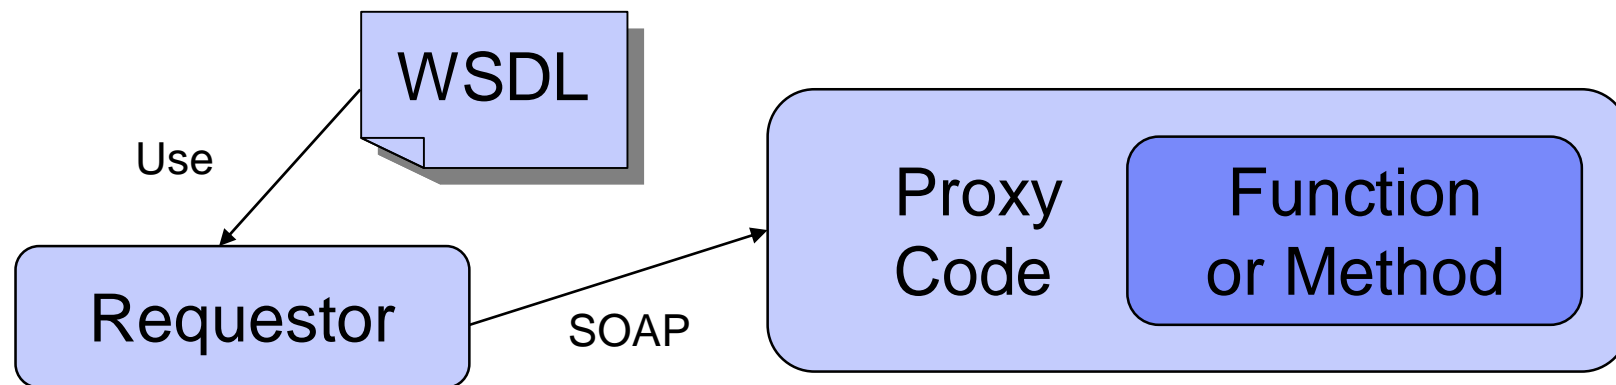 WSDL
Use
Proxy
Code
Function
or Method
Requestor
SOAP